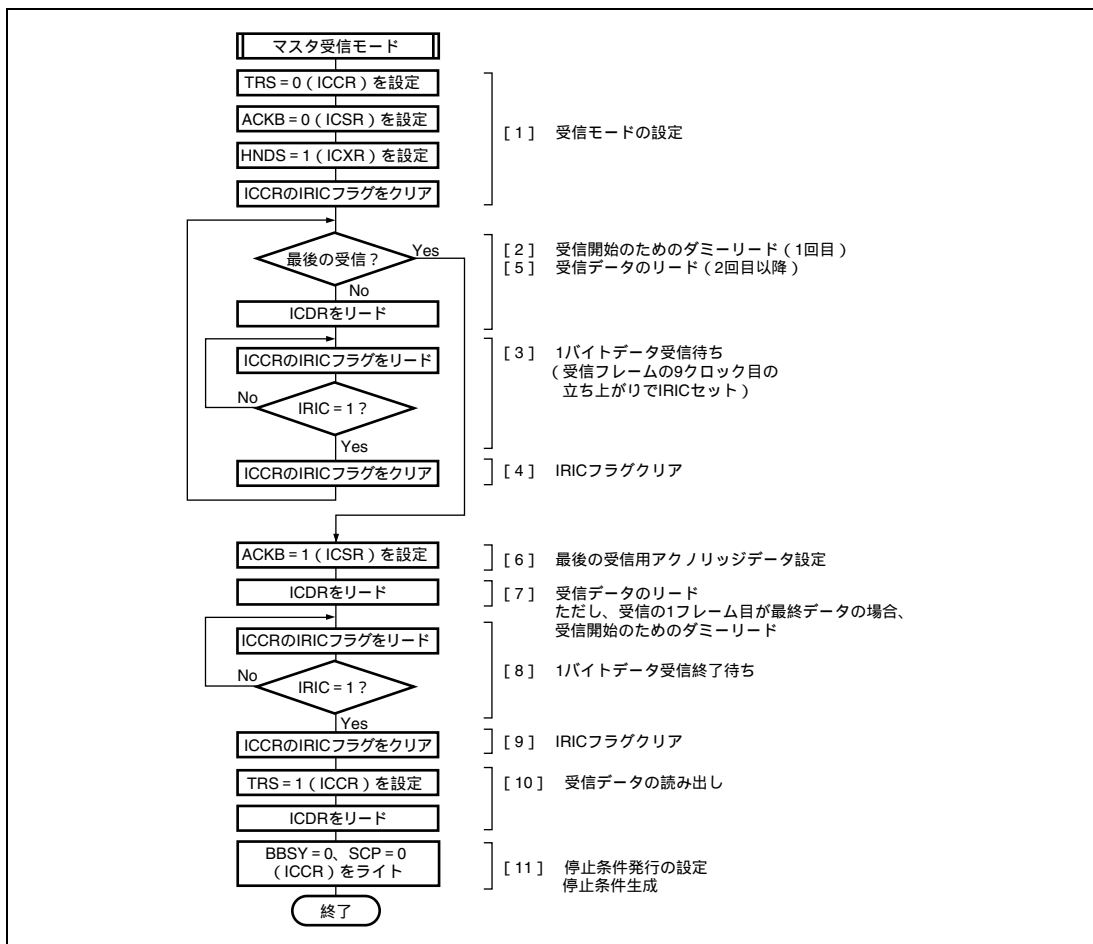 マスタ受信モード
TRS = 0 ( ICCR ) を設定
ACKB = 0 ( ICSR ) を設定
HNDS = 1 ( ICXR ) を設定
ICCRのIRICフラグをクリア
[ 1 ] 受信モードの設定
最後の受信?
Yes
No
ICDRをリード
[ 2 ] 受信開始のためのダミーリード ( 1回目 )
[ 5 ] 受信データのリード ( 2回目以降 )
ICCRのIRICフラグをリード
IRIC = 1 ?
No
Yes
[ 3 ] 1バイトデータ受信待ち
( 受信フレームの9クロック目の
立ち上がりでIRICセット )
ICCRのIRICフラグをクリア
[ 4 ] IRICフラグクリア
ACKB = 1 ( ICSR ) を設定
[ 6 ] 最後の受信用アクノリッジデータ設定
ICDRをリード
[ 7 ] 受信データのリード
ただし、受信の1フレーム目が最終データの場合、
受信開始のためのダミーリード
ICCRのIRICフラグをリード
IRIC = 1 ?
No
Yes
[ 8 ] 1バイトデータ受信終了待ち
ICCRのIRICフラグをクリア
[ 9 ] IRICフラグクリア
TRS = 1 ( ICCR ) を設定
ICDRをリード
[ 10 ] 受信データの読み出し
BBSY = 0、SCP = 0
( ICCR ) をライト
[ 11 ] 停止条件発行の設定
停止条件生成
終了